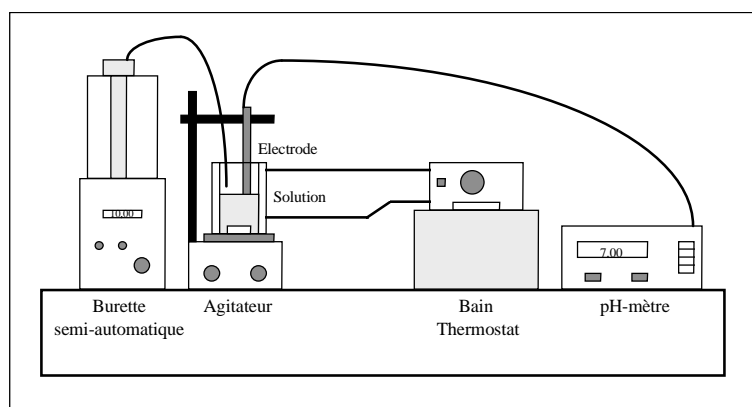 Electrode
Solution
10,00
7,00
Burette
semi-automatique
Agitateur
Bain
Thermostat
pH-mètre